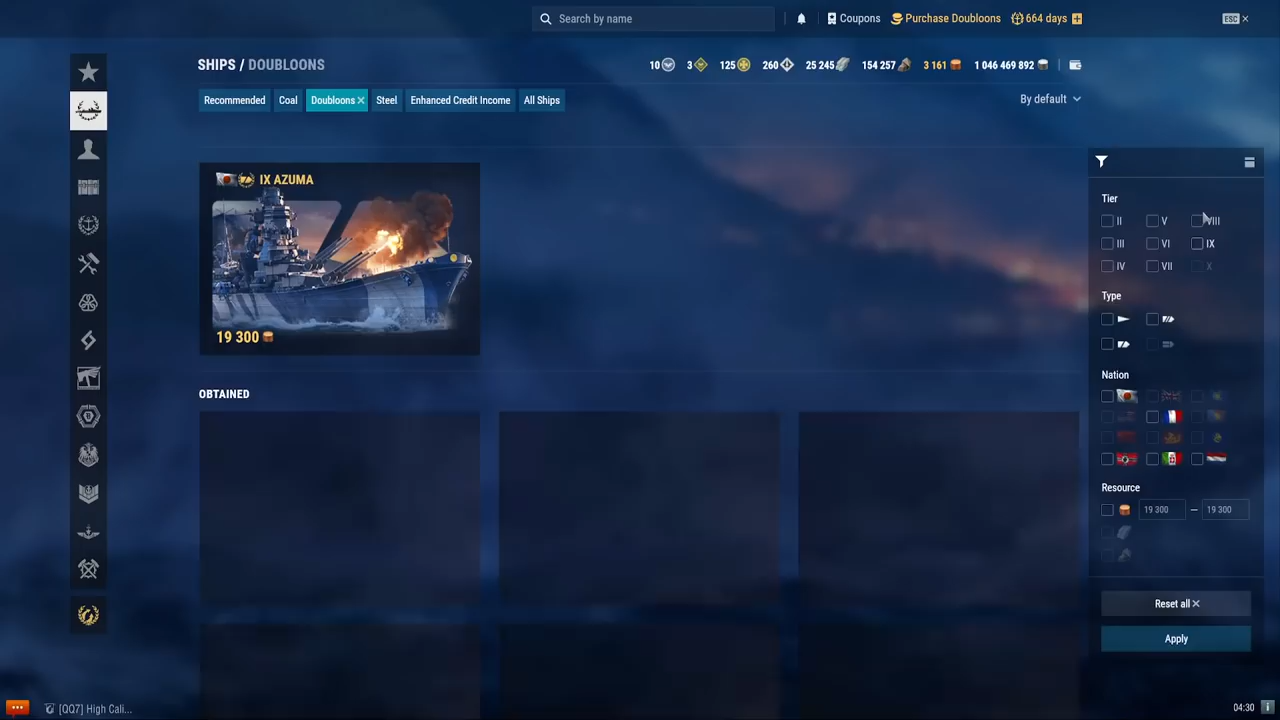 Search by name
Coupons
Purchase Doubloons
664 days
ESC
SHIPS / DOUBLOONS
10
3
125
260
25 245
154 257
3 161
1 046 469 892
Recommended
Coal
Doubloons
Steel
Enhanced Credit Income
All Ships
By default
IX AZUMA
19 300
OBTAINED
Tier
II
V
VIII
III
VI
IX
IV
VII
X
Type
Nation
Resource
19 300 — 19 300
Reset all
Apply
[QQ7] High Cali...
04:30